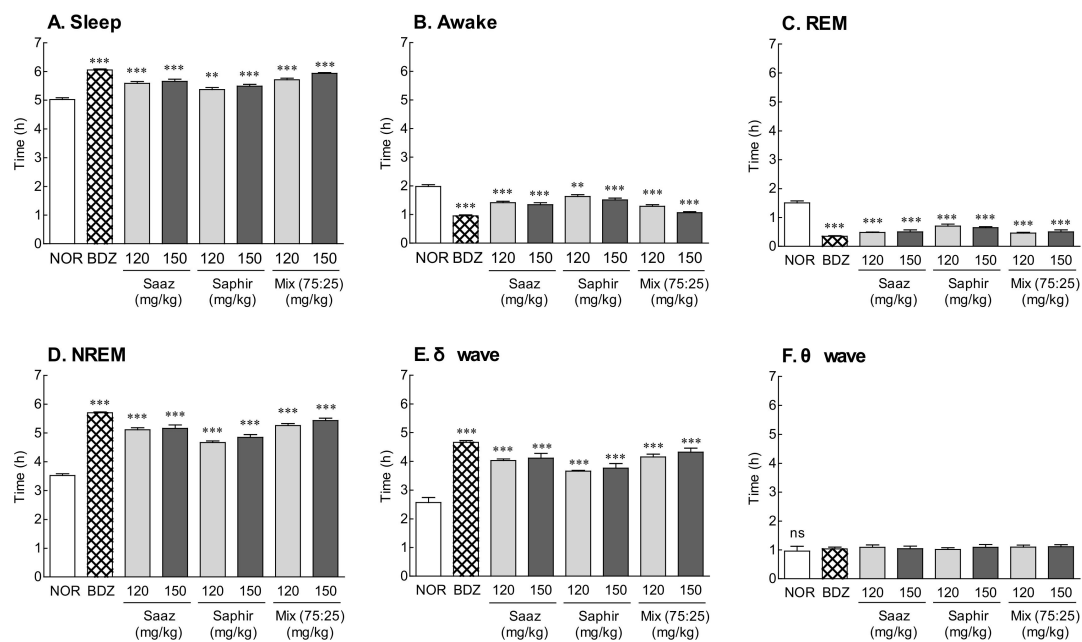 A. Sleep
Time (h)
7
6
5
4
3
2
1
0
***
***
***
**
***
***
***
NOR BDZ 120 150 120 150 120 150
Saaz Saphir Mix (75:25)
(mg/kg) (mg/kg) (mg/kg)
B. Awake
Time (h)
7
6
5
4
3
2
1
0
***
***
***
**
***
***
***
NOR BDZ 120 150 120 150 120 150
Saaz Saphir Mix (75:25)
(mg/kg) (mg/kg) (mg/kg)
C. REM
Time (h)
7
6
5
4
3
2
1
0
***
***
***
***
***
***
***
NOR BDZ 120 150 120 150 120 150
Saaz Saphir Mix (75:25)
(mg/kg) (mg/kg) (mg/kg)
D. NREM
Time (h)
7
6
5
4
3
2
1
0
***
***
***
***
***
***
***
NOR BDZ 120 150 120 150 120 150
Saaz Saphir Mix (75:25)
(mg/kg) (mg/kg) (mg/kg)
E. δ wave
Time (h)
7
6
5
4
3
2
1
0
***
***
***
***
***
***
***
NOR BDZ 120 150 120 150 120 150
Saaz Saphir Mix (75:25)
(mg/kg) (mg/kg) (mg/kg)
F. θ wave
Time (h)
7
6
5
4
3
2
1
0
ns
NOR BDZ 120 150 120 150 120 150
Saaz Saphir Mix (75:25)
(mg/kg) (mg/kg) (mg/kg)